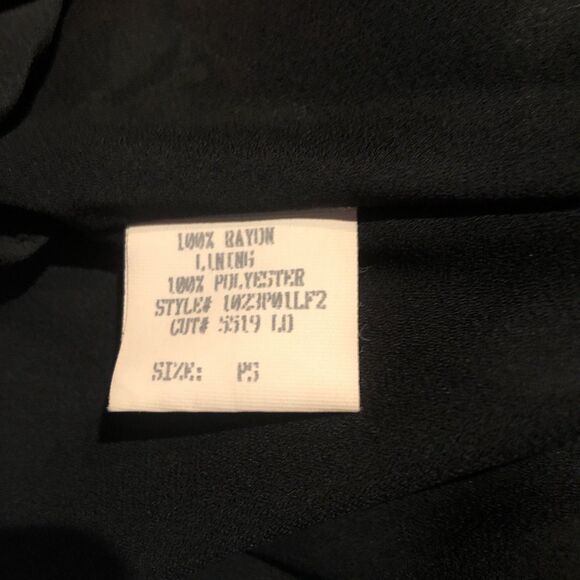 100% RAYON
LINING
100% POLYESTER
STYLE# 1023P01LF2
CUT# 5519 LD
SIZE: PS